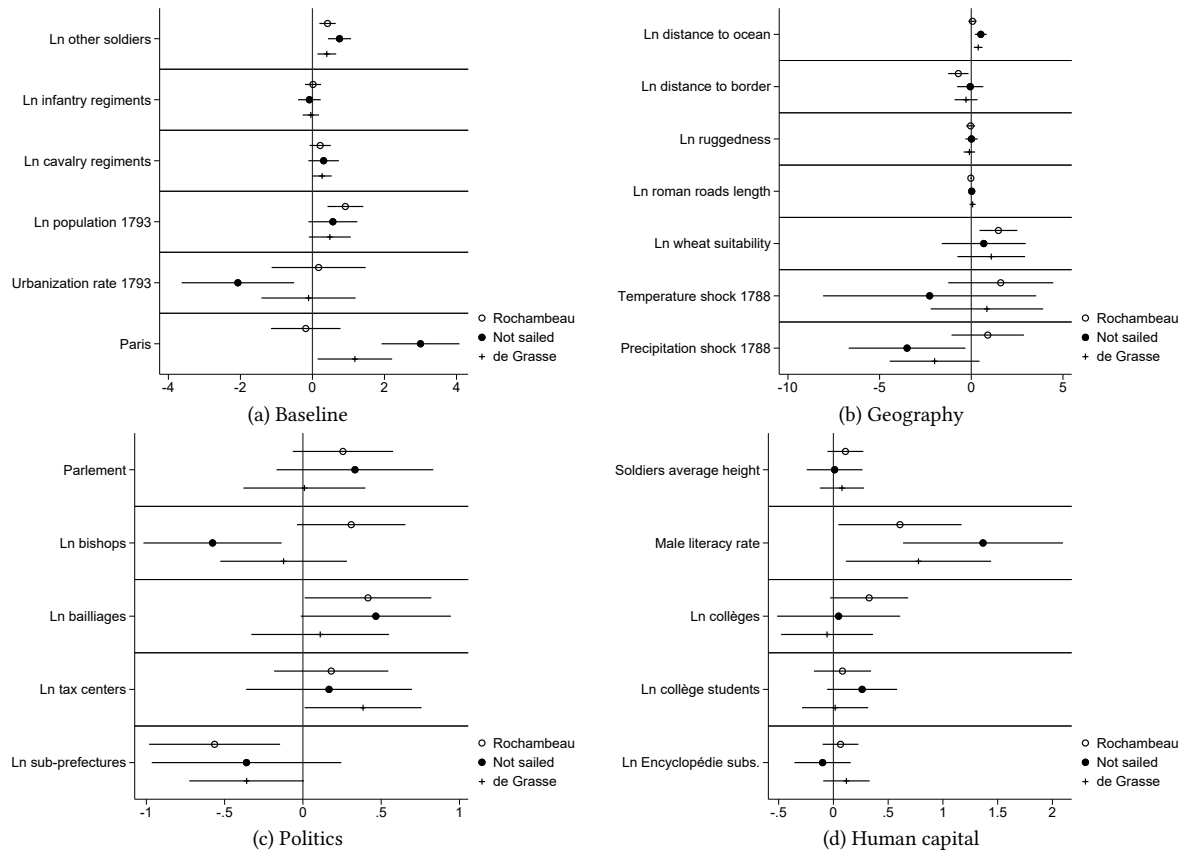 Ln other soldiers
Ln infantry regiments
Ln cavalry regiments
Ln population 1793
Urbanization rate 1793
Paris
-4 -2 0 2 4
Rochambeau
Not sailed
de Grasse
(a) Baseline
Ln distance to ocean
Ln distance to border
Ln ruggedness
Ln roman roads length
Ln wheat suitability
Temperature shock 1788
Precipitation shock 1788
-10 -5 0 5
Rochambeau
Not sailed
de Grasse
(b) Geography
Parlement
Ln bishops
Ln bailliages
Ln tax centers
Ln sub-prefectures
-1 -.5 0 .5 1
Rochambeau
Not sailed
de Grasse
(c) Politics
Soldiers average height
Male literacy rate
Ln collèges
Ln collège students
Ln Encyclopédie subs.
-.5 0 .5 1 1.5 2
Rochambeau
Not sailed
de Grasse
(d) Human capital